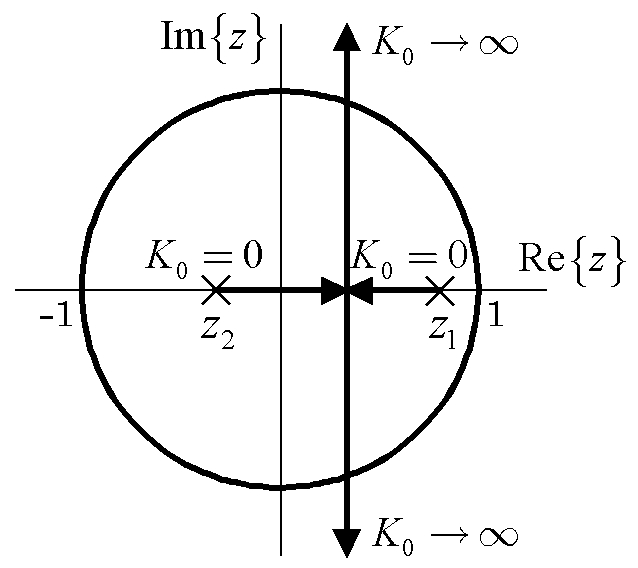 Im{z}
K₀ → ∞
K₀ = 0
K₀ = 0
Re{z}
-1
z₂
z₁
1
K₀ → ∞